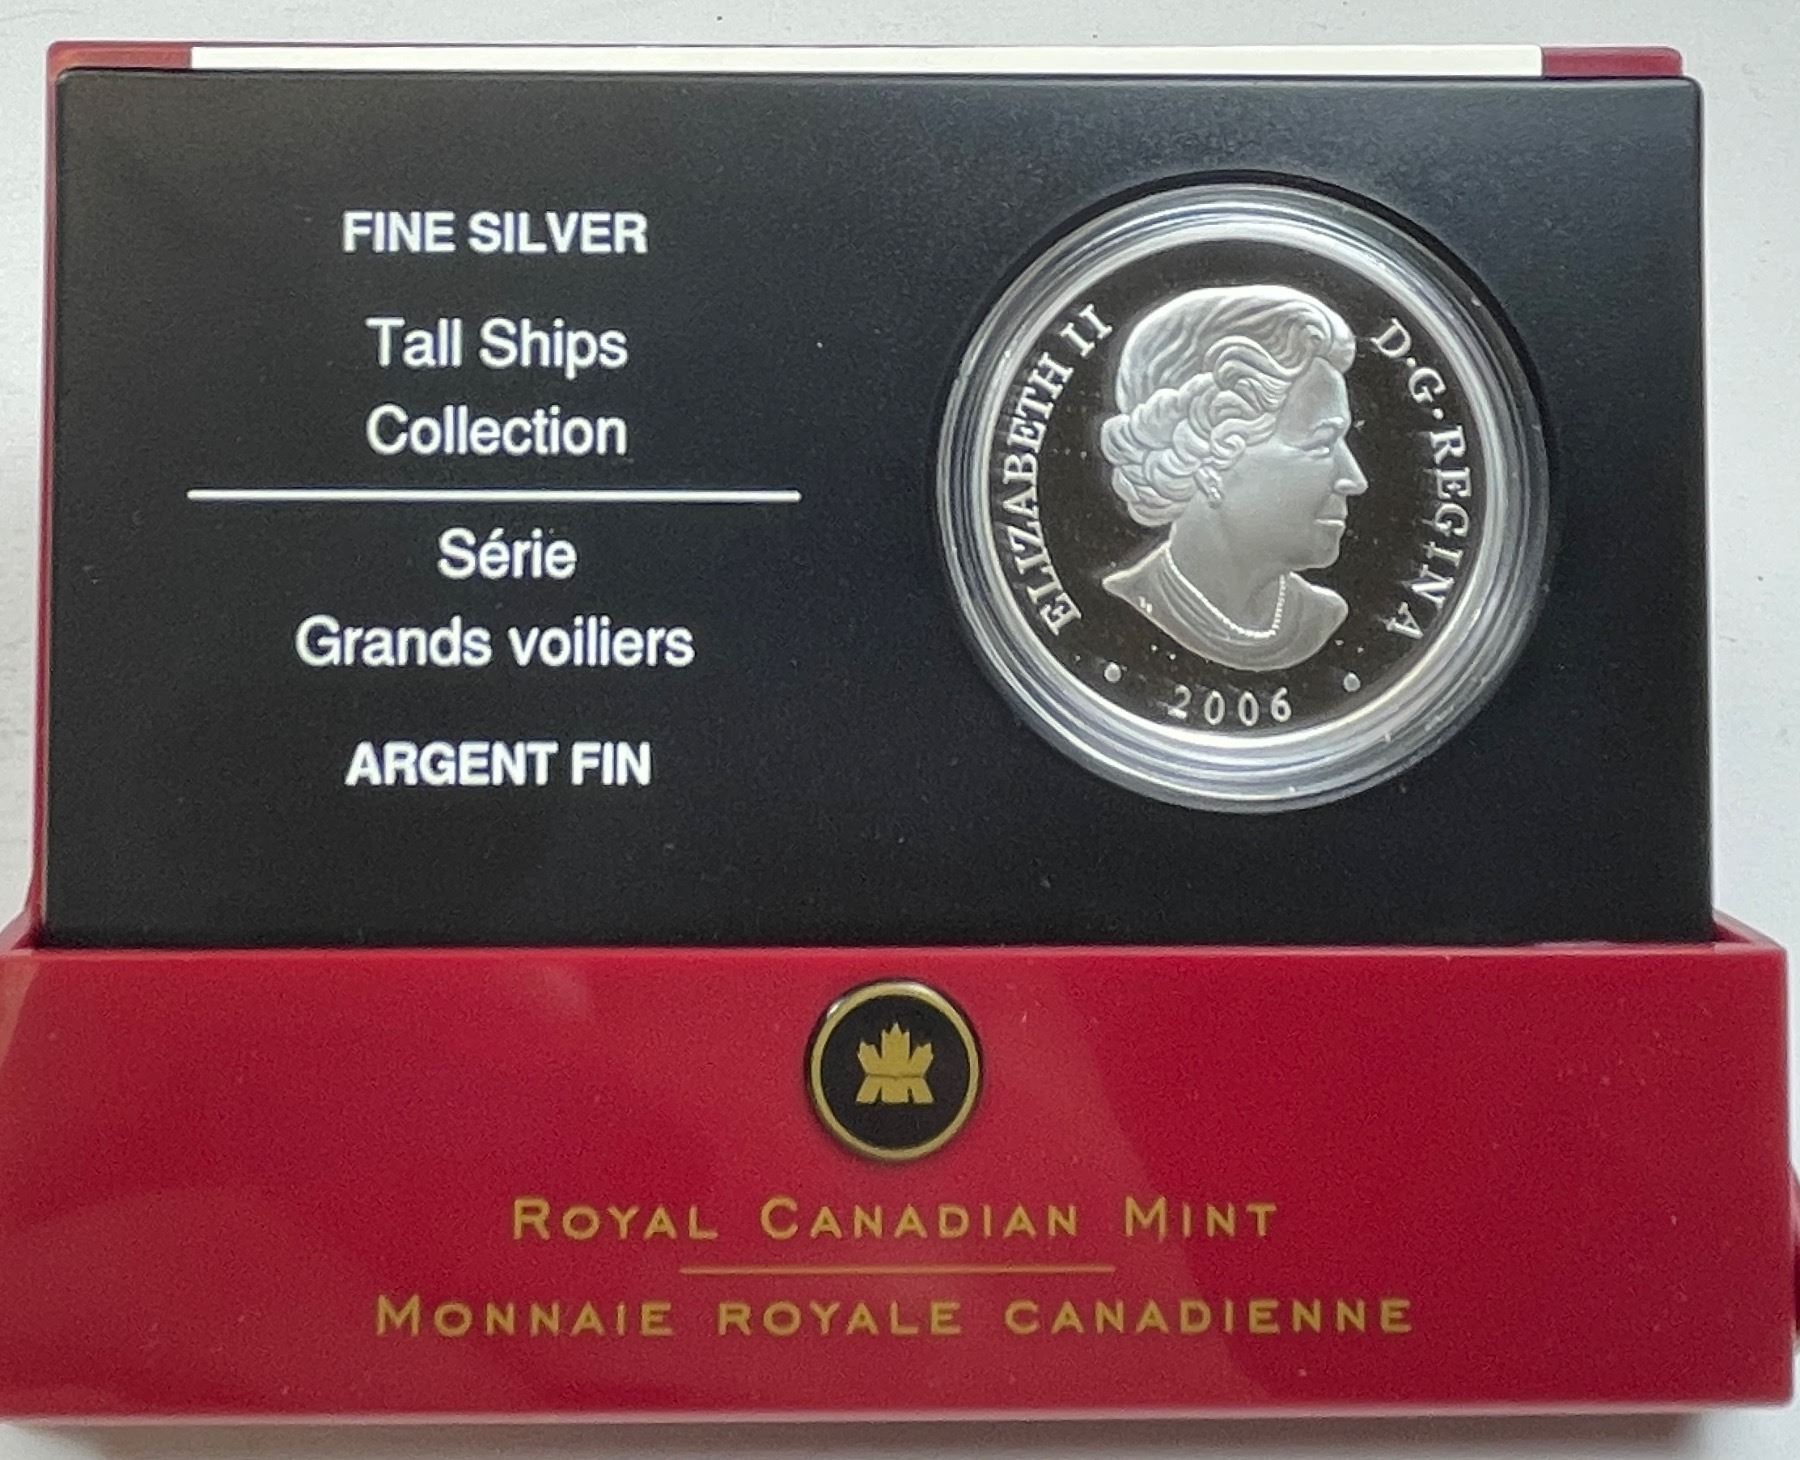 FINE SILVER
Tall Ships
Collection
Série
Grands voiliers
ARGENT FIN
ELIZABETH II D·G·REGINA
2006
ROYAL CANADIAN MINT
MONNAIE ROYALE CANADIENNE